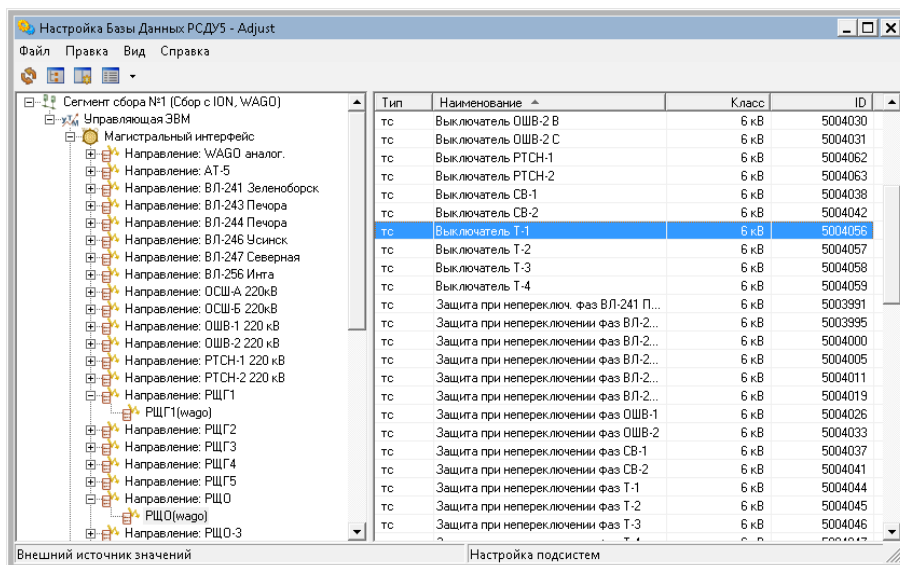 Настройка Базы Данных РСДУ5 - Adjust
Файл Правка Вид Справка
Сегмент сбора №1 (Сбор с ION, WAGO)
Управляющая ЭВМ
Магистральный интерфейс
Направление: WAGO аналог.
Направление: АТ-5
Направление: ВЛ-241 Зеленоборск
Направление: ВЛ-243 Печора
Направление: ВЛ-244 Печора
Направление: ВЛ-246 Усинск
Направление: ВЛ-247 Северная
Направление: ВЛ-256 Инта
Направление: ОСШ-А 220кВ
Направление: ОСШ-Б 220кВ
Направление: ОШВ-1 220 кВ
Направление: ОШВ-2 220 кВ
Направление: РТСН-1 220 кВ
Направление: РТСН-2 220 кВ
Направление: РЩГ1
РЩГ1(wago)
Направление: РЩГ2
Направление: РЩГ3
Направление: РЩГ4
Направление: РЩГ5
Направление: РЩО
РЩО(wago)
Направление: РЩО-3
Тип Наименование Класс ID
тс Выключатель ОШВ-2 В 6 кВ 5004030
тс Выключатель ОШВ-2 С 6 кВ 5004031
тс Выключатель РТСН-1 6 кВ 5004062
тс Выключатель РТСН-2 6 кВ 5004063
тс Выключатель СВ-1 6 кВ 5004038
тс Выключатель СВ-2 6 кВ 5004042
тс Выключатель Т-1 6 кВ 5004056
тс Выключатель Т-2 6 кВ 5004057
тс Выключатель Т-3 6 кВ 5004058
тс Выключатель Т-4 6 кВ 5004059
тс Защита при непереключ. фаз ВЛ-241 П... 6 кВ 5003991
тс Защита при непереключении фаз ВЛ-2... 6 кВ 5003995
тс Защита при непереключении фаз ВЛ-2... 6 кВ 5004000
тс Защита при непереключении фаз ВЛ-2... 6 кВ 5004005
тс Защита при непереключении фаз ВЛ-2... 6 кВ 5004011
тс Защита при непереключении фаз ВЛ-2... 6 кВ 5004019
тс Защита при непереключении фаз ОШВ-1 6 кВ 5004026
тс Защита при непереключении фаз ОШВ-2 6 кВ 5004033
тс Защита при непереключении фаз СВ-1 6 кВ 5004037
тс Защита при непереключении фаз СВ-2 6 кВ 5004041
тс Защита при непереключении фаз Т-1 6 кВ 5004044
тс Защита при непереключении фаз Т-2 6 кВ 5004045
тс Защита при непереключении фаз Т-3 6 кВ 5004046
Внешний источник значений Настройка подсистем